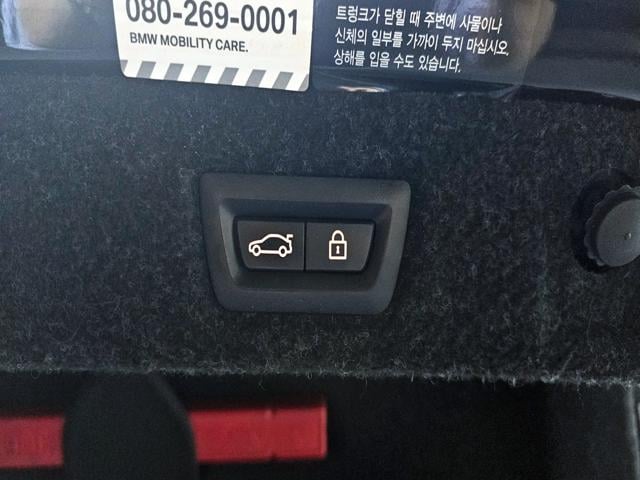 080-269-0001
BMW MOBILITY CARE.
트렁크가 닫힐 때 주변에 사물이나
신체의 일부를 가까이 두지 마십시오.
상해를 입을 수도 있습니다.